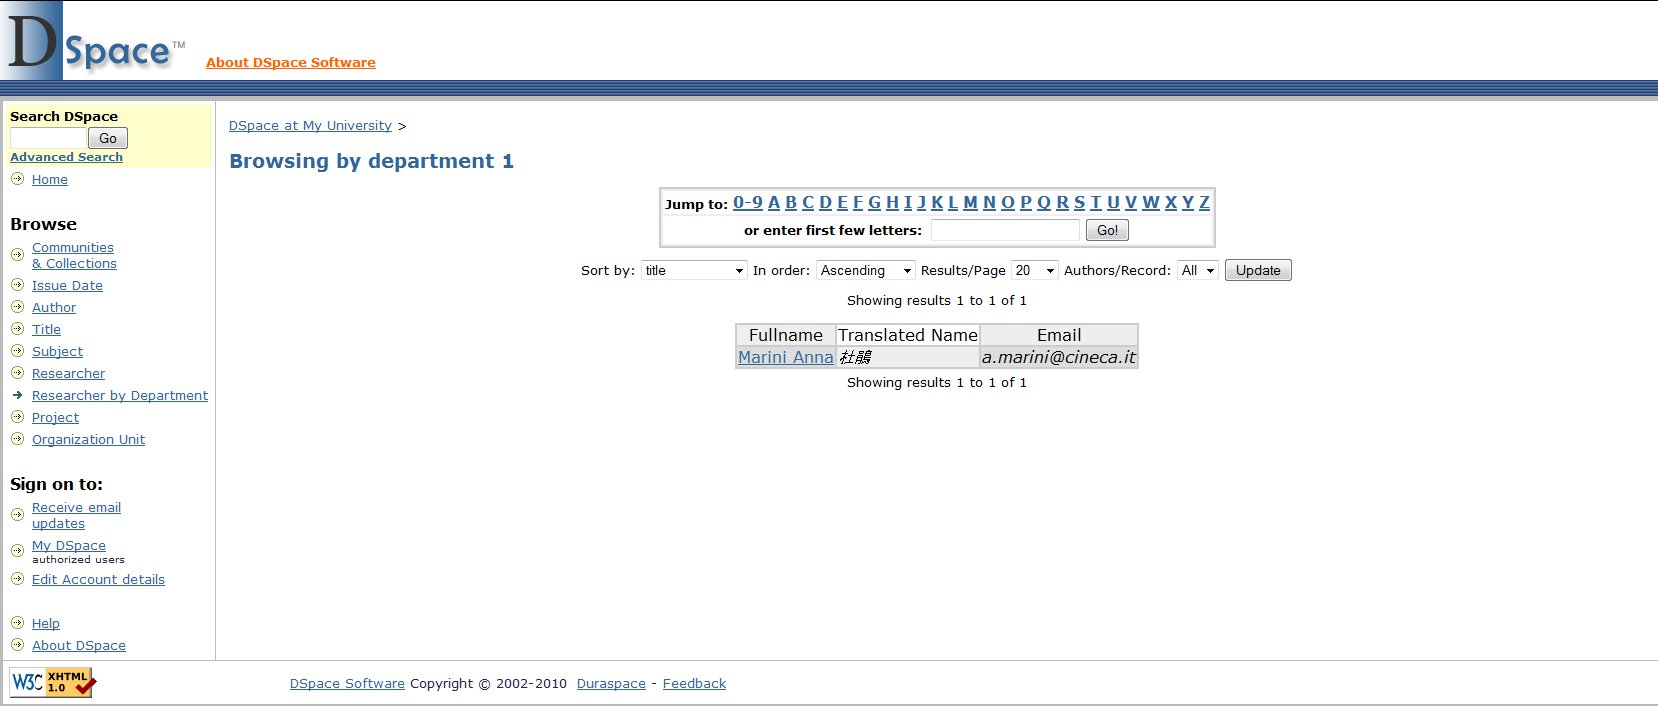 DSpace™
About DSpace Software
Search DSpace
Go
Advanced Search
Home
Browse
Communities
& Collections
Issue Date
Author
Title
Subject
Researcher
Researcher by Department
Project
Organization Unit
Sign on to:
Receive email
updates
My DSpace
authorized users
Edit Account details
Help
About DSpace
DSpace at My University >
Browsing by department 1
Jump to: 0-9 A B C D E F G H I J K L M N O P Q R S T U V W X Y Z
or enter first few letters: Go!
Sort by: title In order: Ascending Results/Page 20 Authors/Record: All Update
Showing results 1 to 1 of 1
Fullname Translated Name Email
Marini Anna 杜鵑 a.marini@cineca.it
Showing results 1 to 1 of 1
W3C XHTML
1.0
DSpace Software Copyright © 2002-2010 Duraspace - Feedback